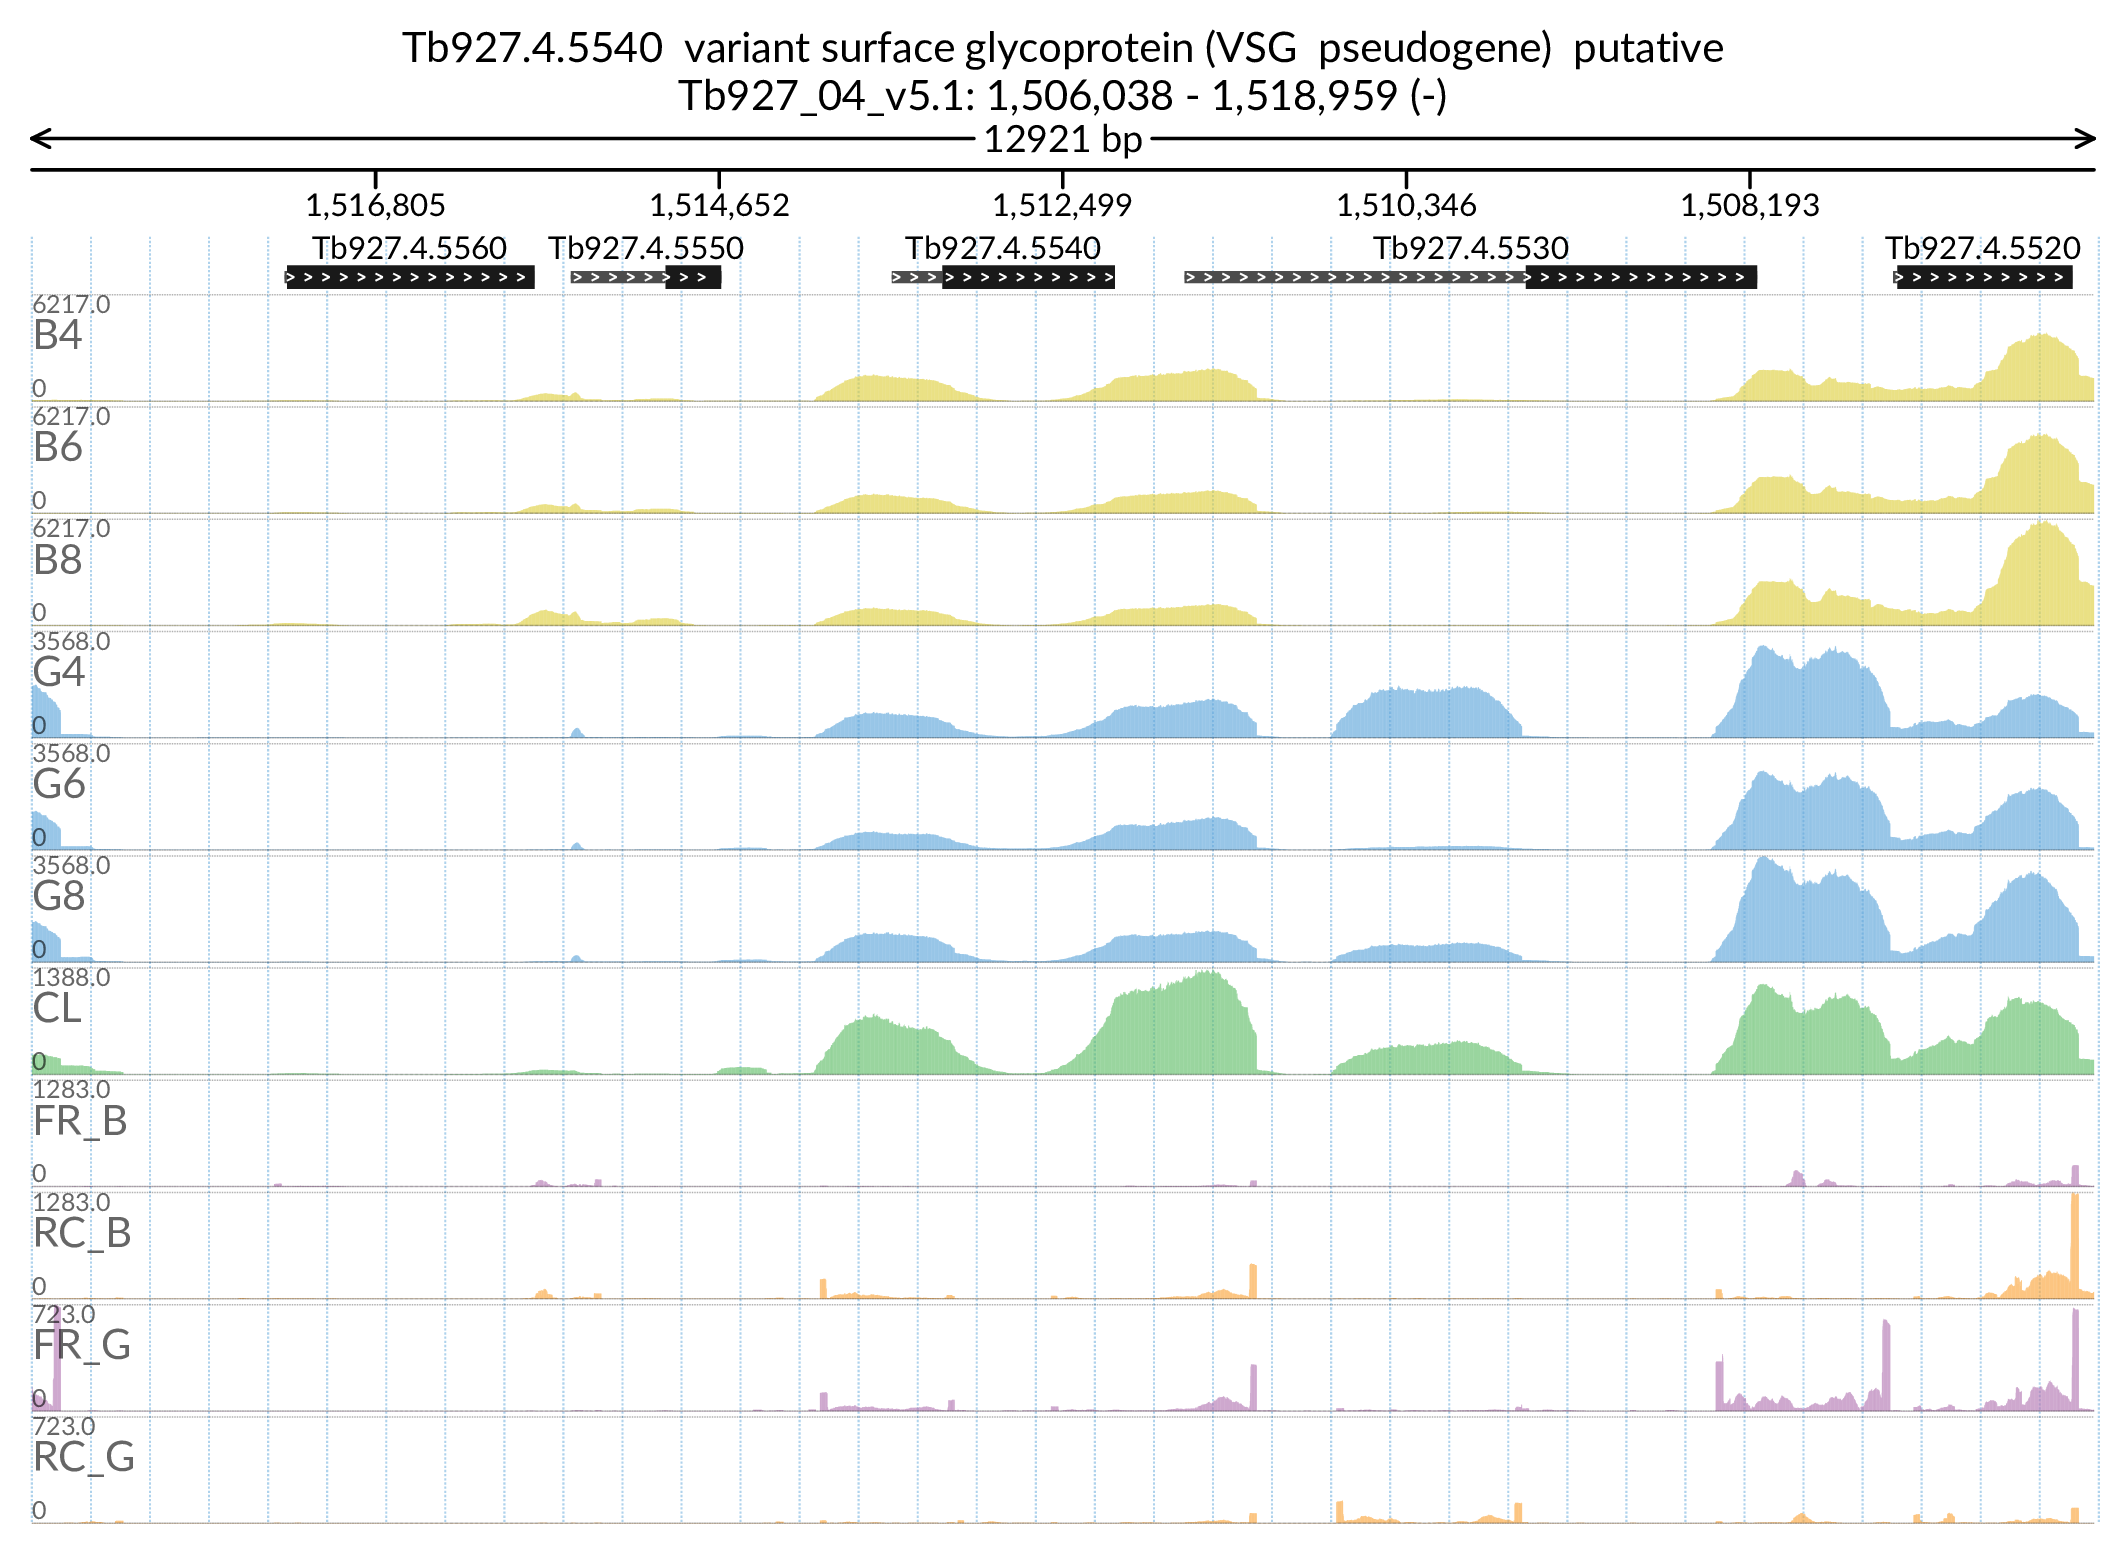 Tb927.4.5540 variant surface glycoprotein (VSG pseudogene) putative
Tb927_04_v5.1: 1,506,038 - 1,518,959 (-)
12921 bp
1,516,805 1,514,652 1,512,499 1,510,346 1,508,193
Tb927.4.5560 Tb927.4.5550 Tb927.4.5540 Tb927.4.5530 Tb927.4.5520
6217.0
B4
0
6217.0
B6
0
6217.0
B8
0
3568.0
G4
0
3568.0
G6
0
3568.0
G8
0
1388.0
CL
0
1283.0
FR_B
0
1283.0
RC_B
0
723.0
FR_G
0
723.0
RC_G
0